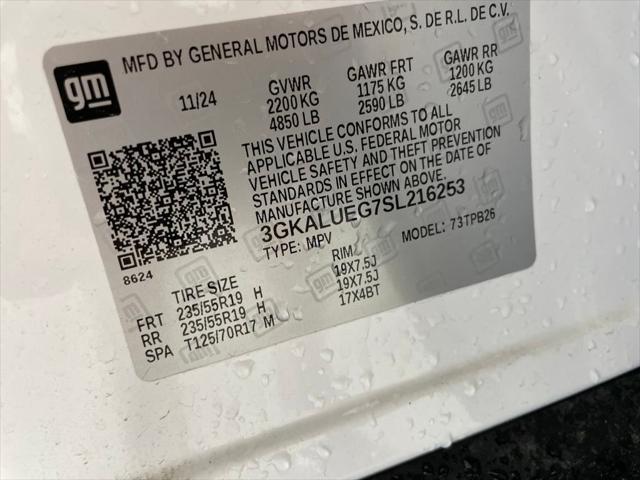 gm
MFD BY GENERAL MOTORS DE MEXICO, S. DE R.L. DE C.V.
11/24 GVWR GAWR FRT GAWR RR
2200 KG 1175 KG 1200 KG
4850 LB 2590 LB 2645 LB
THIS VEHICLE CONFORMS TO ALL
APPLICABLE U.S. FEDERAL MOTOR
VEHICLE SAFETY AND THEFT PREVENTION
STANDARDS IN EFFECT ON THE DATE OF
MANUFACTURE SHOWN ABOVE.
3GKALUEG7SL216253
TYPE: MPV MODEL: 73TPB26
8624
TIRE SIZE RIM
FRT 235/55R19 H 19X7.5J
RR 235/55R19 H 19X7.5J
SPA T125/70R17 M 17X4BT